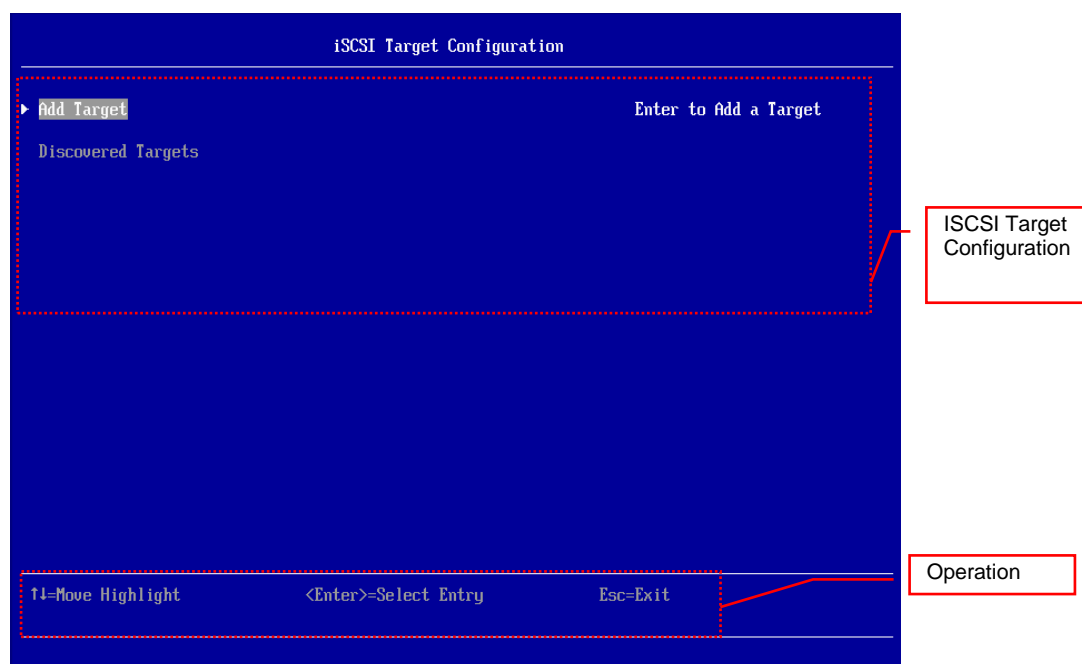 iSCSI Target Configuration
Add Target Enter to Add a Target
Discovered Targets
ISCSI Target
Configuration
Operation
↑↓=Move Highlight <Enter>=Select Entry Esc=Exit